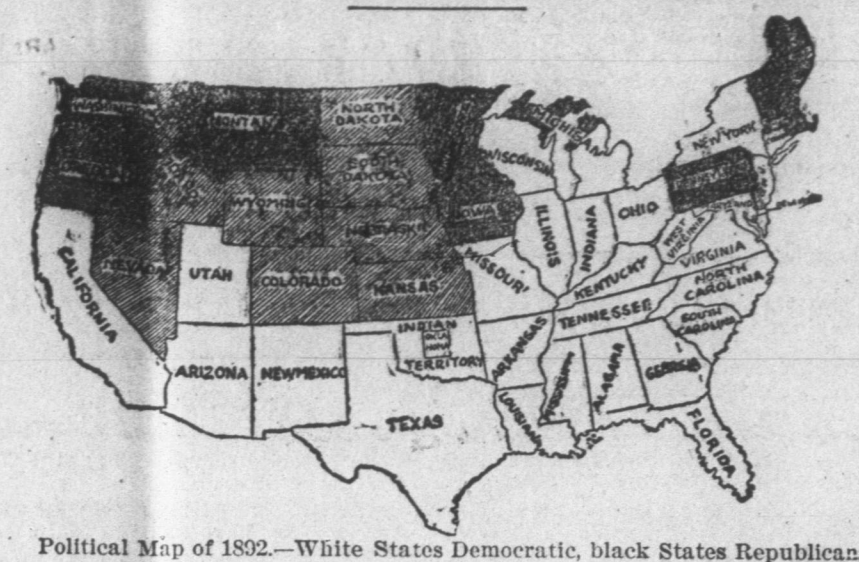 WASHINGTON
MONTANA
NORTH
DAKOTA
SOUTH
DAKOTA
WYOMING
NEBRASKA
IOWA
WISCONSIN
MICHIGAN
NEW YORK
NEVADA
UTAH
COLORADO
KANSAS
MISSOURI
ILLINOIS
INDIANA
OHIO
WEST
VIRGINIA
VIRGINIA
KENTUCKY
NORTH
CAROLINA
TENNESSEE
SOUTH
CAROLINA
CALIFORNIA
ARIZONA
NEW MEXICO
INDIAN
TERRITORY
ARKANSAS
TEXAS
LOUISIANA
MISSISSIPPI
ALABAMA
GEORGIA
FLORIDA
Political Map of 1892.—White States Democratic, black States Republican